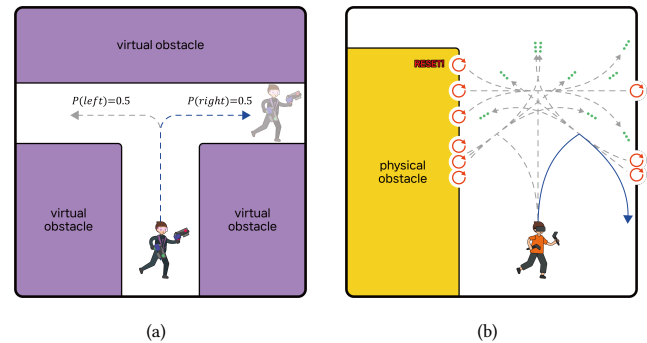 virtual obstacle
P(left)=0.5
P(right)=0.5
virtual
obstacle
virtual
obstacle
(a)
RESET!
physical
obstacle
(b)